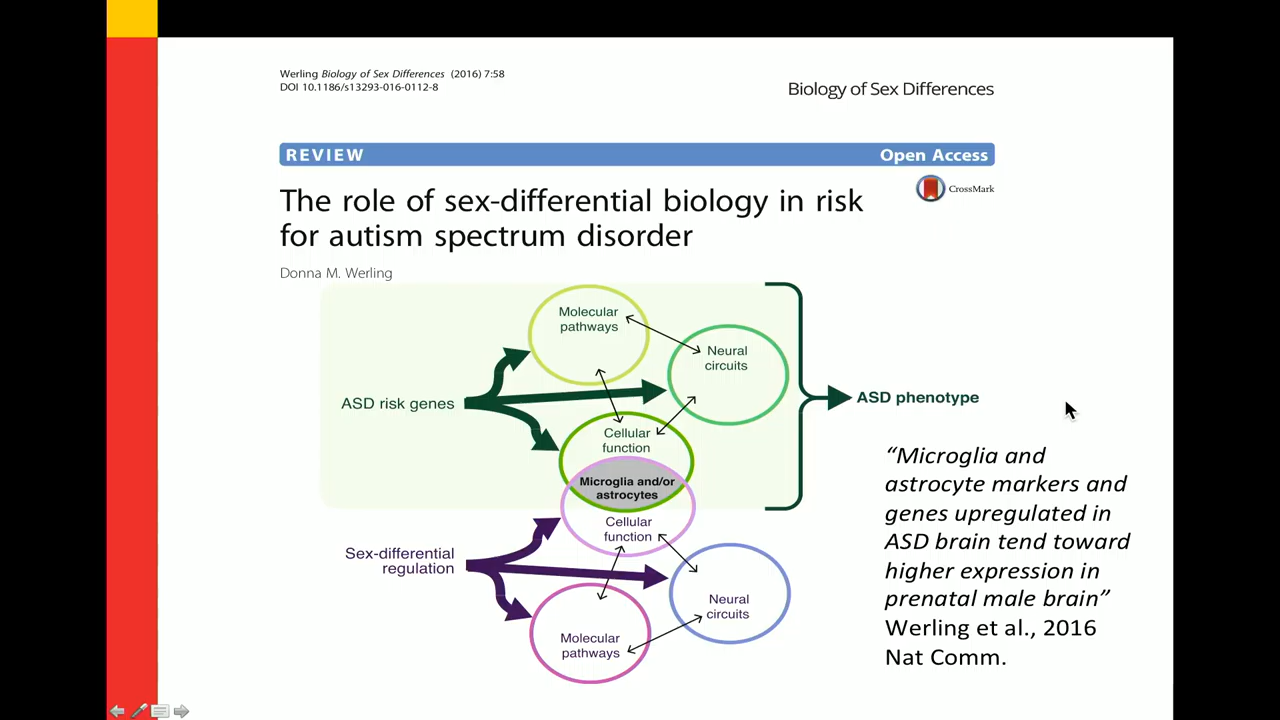 Werling Biology of Sex Differences (2016) 7:58
DOI 10.1186/s13293-016-0112-8
Biology of Sex Differences
REVIEW
Open Access
CrossMark
The role of sex-differential biology in risk
for autism spectrum disorder
Donna M. Werling
Molecular
pathways
Neural
circuits
ASD risk genes
ASD phenotype
Cellular
function
Microglia and/or
astrocytes
Cellular
function
Sex-differential
regulation
Neural
circuits
Molecular
pathways
“Microglia and
astrocyte markers and
genes upregulated in
ASD brain tend toward
higher expression in
prenatal male brain”
Werling et al., 2016
Nat Comm.